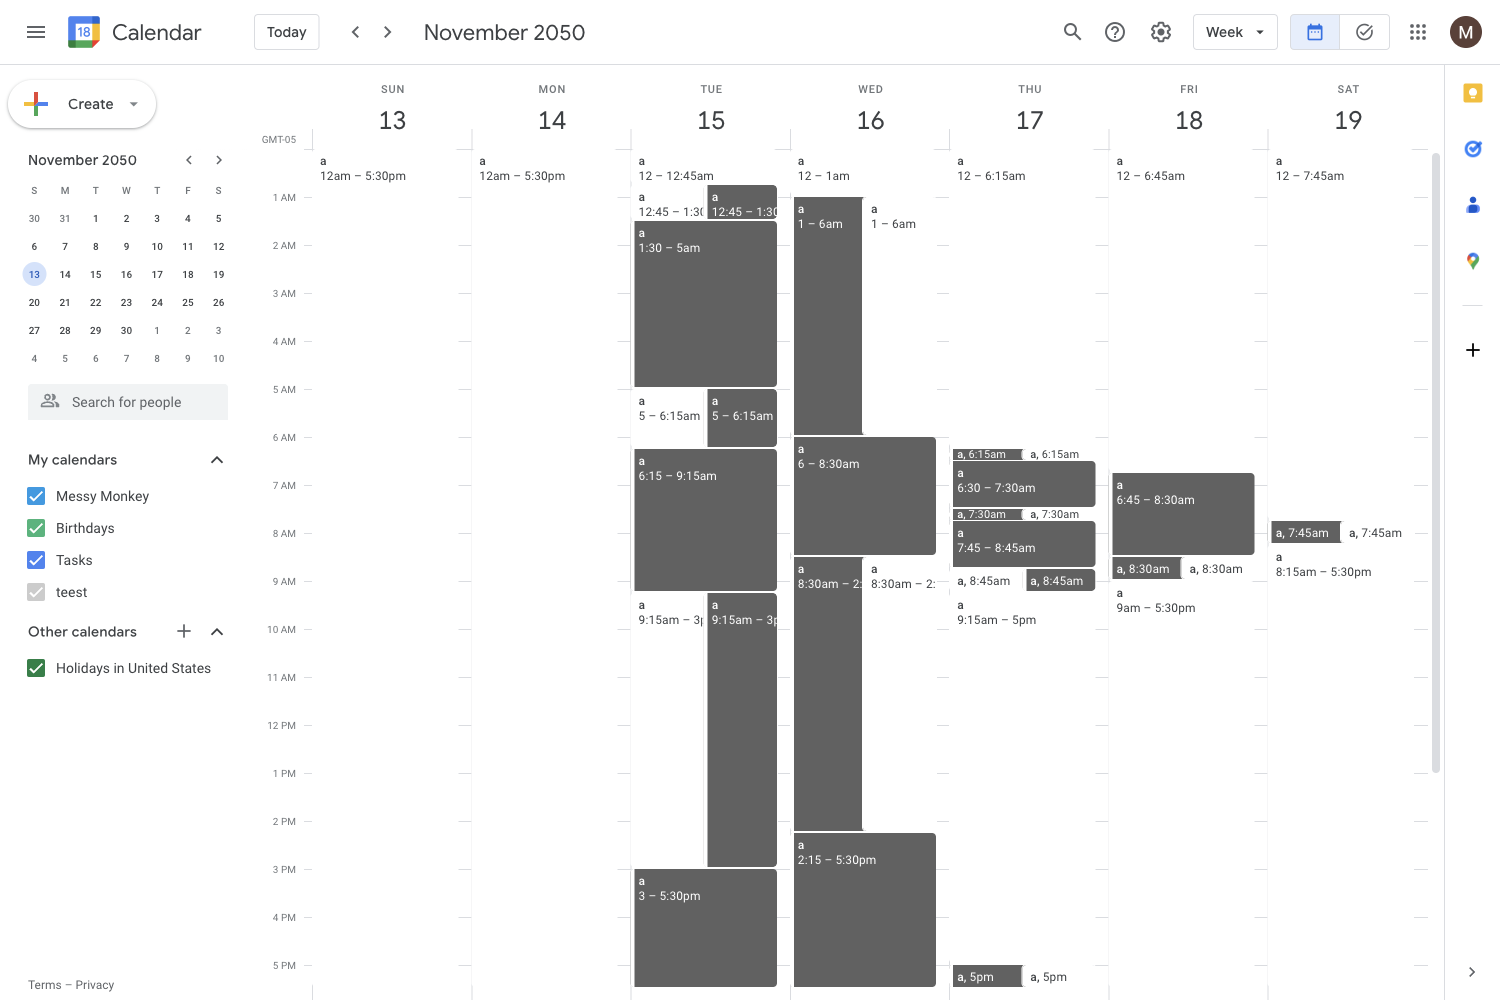 18 Calendar
Today
November 2050
Week
M
Create
November 2050
S M T W T F S
30 31 1 2 3 4 5
6 7 8 9 10 11 12
13 14 15 16 17 18 19
20 21 22 23 24 25 26
27 28 29 30 1 2 3
4 5 6 7 8 9 10
Search for people
My calendars
Messy Monkey
Birthdays
Tasks
teest
Other calendars
Holidays in United States
Terms – Privacy
SUN MON TUE WED THU FRI SAT
13 14 15 16 17 18 19
GMT-05
1 AM
2 AM
3 AM
4 AM
5 AM
6 AM
7 AM
8 AM
9 AM
10 AM
11 AM
12 PM
1 PM
2 PM
3 PM
4 PM
5 PM
a
12am – 5:30pm
a
12am – 5:30pm
a
12 – 12:45am
a
12:45 – 1:30
a
12:45 – 1:30
a
1:30 – 5am
a
5 – 6:15am
a
5 – 6:15am
a
6:15 – 9:15am
a
9:15am – 3p
a
9:15am – 3p
a
3 – 5:30pm
a
12 – 1am
a
1 – 6am
a
1 – 6am
a
6 – 8:30am
a
8:30am – 2:
a
8:30am – 2:
a
2:15 – 5:30pm
a
12 – 6:15am
a, 6:15am
a, 6:15am
a
6:30 – 7:30am
a, 7:30am
a, 7:30am
a
7:45 – 8:45am
a, 8:45am
a, 8:45am
a
9:15am – 5pm
a, 5pm
a, 5pm
a
12 – 6:45am
a
6:45 – 8:30am
a, 8:30am
a, 8:30am
a
9am – 5:30pm
a
12 – 7:45am
a, 7:45am
a, 7:45am
a
8:15am – 5:30pm